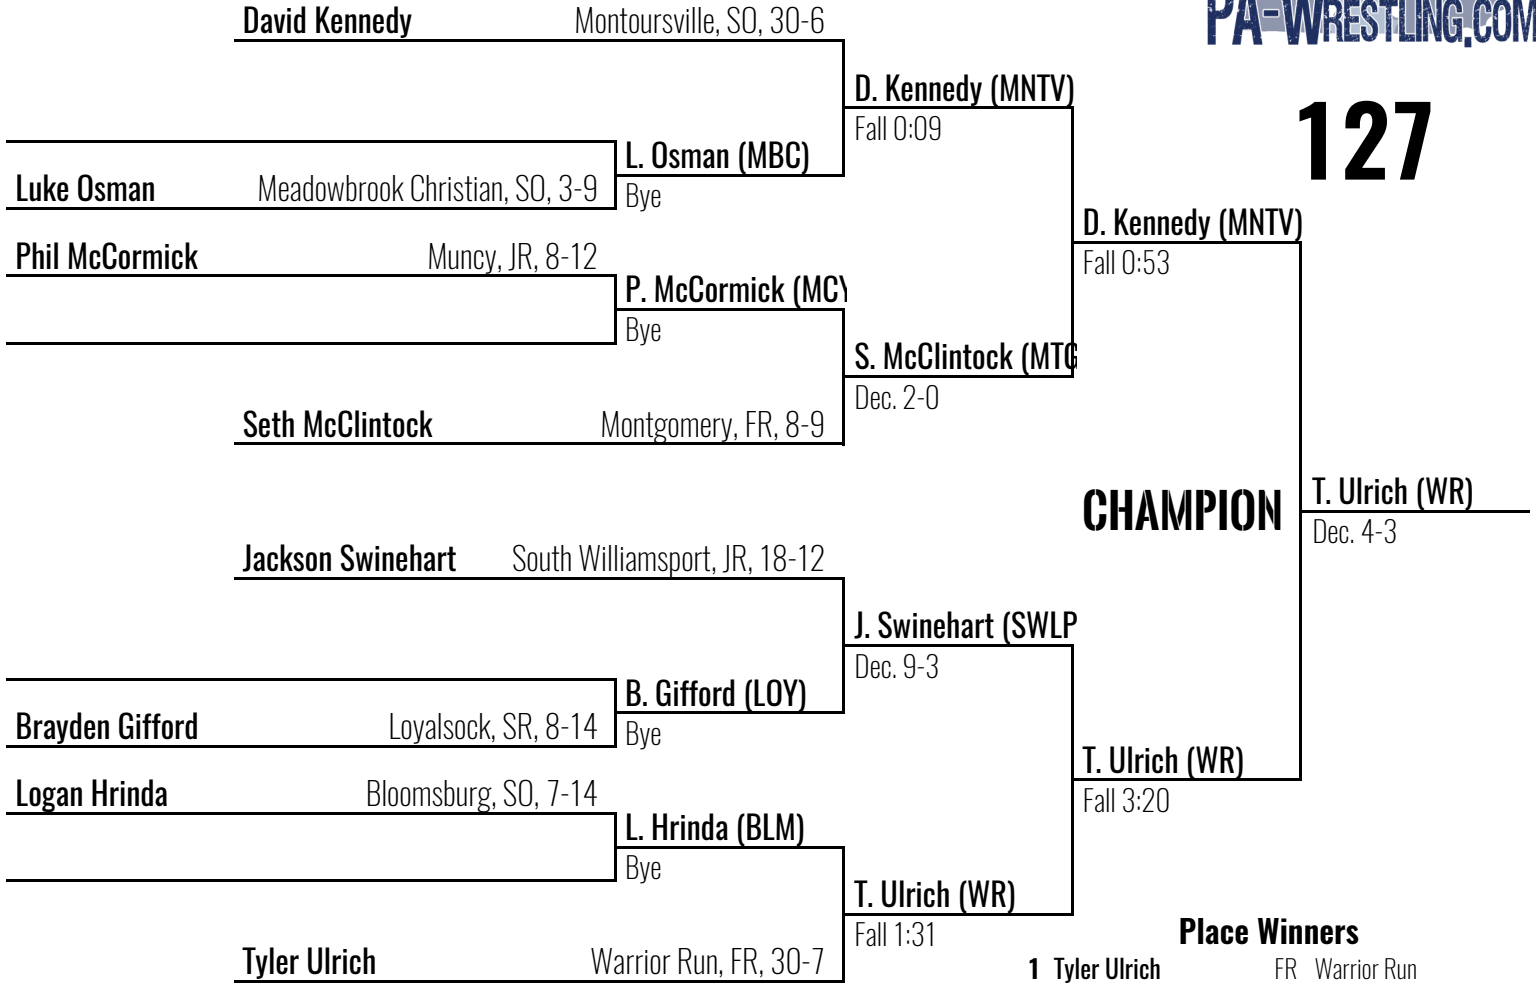 David Kennedy Montoursville, SO, 30-6
PA-WRESTLING.COM
D. Kennedy (MNTV)
Fall 0:09
127
L. Osman (MBC)
Luke Osman Meadowbrook Christian, SO, 3-9
Bye
D. Kennedy (MNTV)
Fall 0:53
Phil McCormick Muncy, JR, 8-12
P. McCormick (MCY
Bye
S. McClintock (MTG
Dec. 2-0
Seth McClintock Montgomery, FR, 8-9
CHAMPION
T. Ulrich (WR)
Dec. 4-3
Jackson Swinehart South Williamsport, JR, 18-12
J. Swinehart (SWLP
Dec. 9-3
B. Gifford (LOY)
Brayden Gifford Loyalsock, SR, 8-14
Bye
T. Ulrich (WR)
Fall 3:20
Logan Hrinda Bloomsburg, SO, 7-14
L. Hrinda (BLM)
Bye
T. Ulrich (WR)
Fall 1:31
Tyler Ulrich Warrior Run, FR, 30-7
Place Winners
1 Tyler Ulrich FR Warrior Run